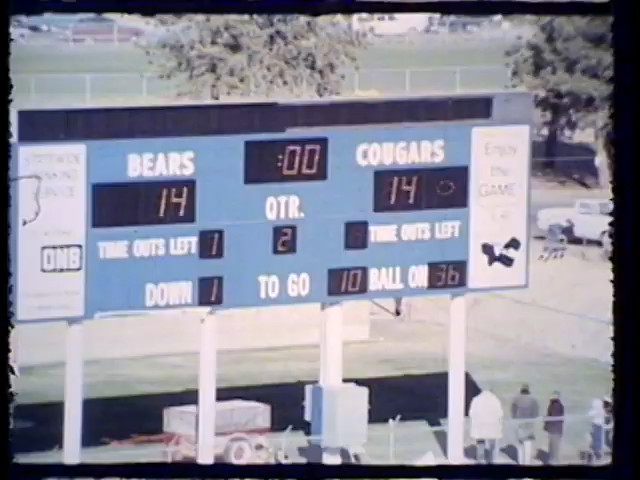 BEARS :00 COUGARS
14 QTR. 14
TIME OUTS LEFT 1 2 TIME OUTS LEFT
DOWN 1 TO GO 10 BALL ON 36
Enjoy
the
GAME
ONB